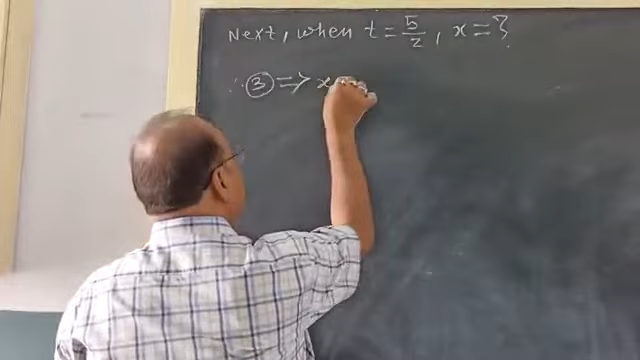 Next, when t = 5/2, x = ?
∴ ③ ⇒ x